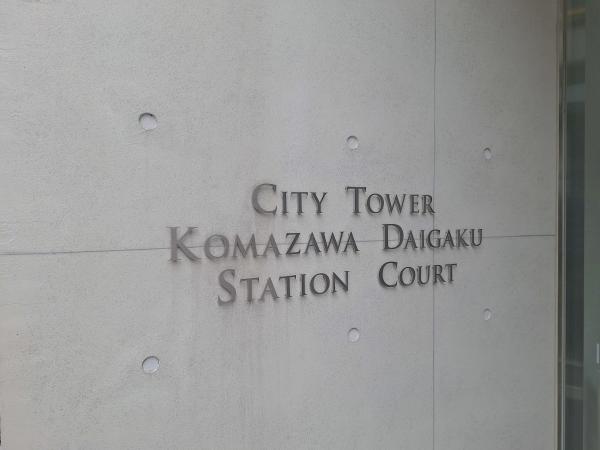 City Tower
Komazawa Daigaku
Station Court